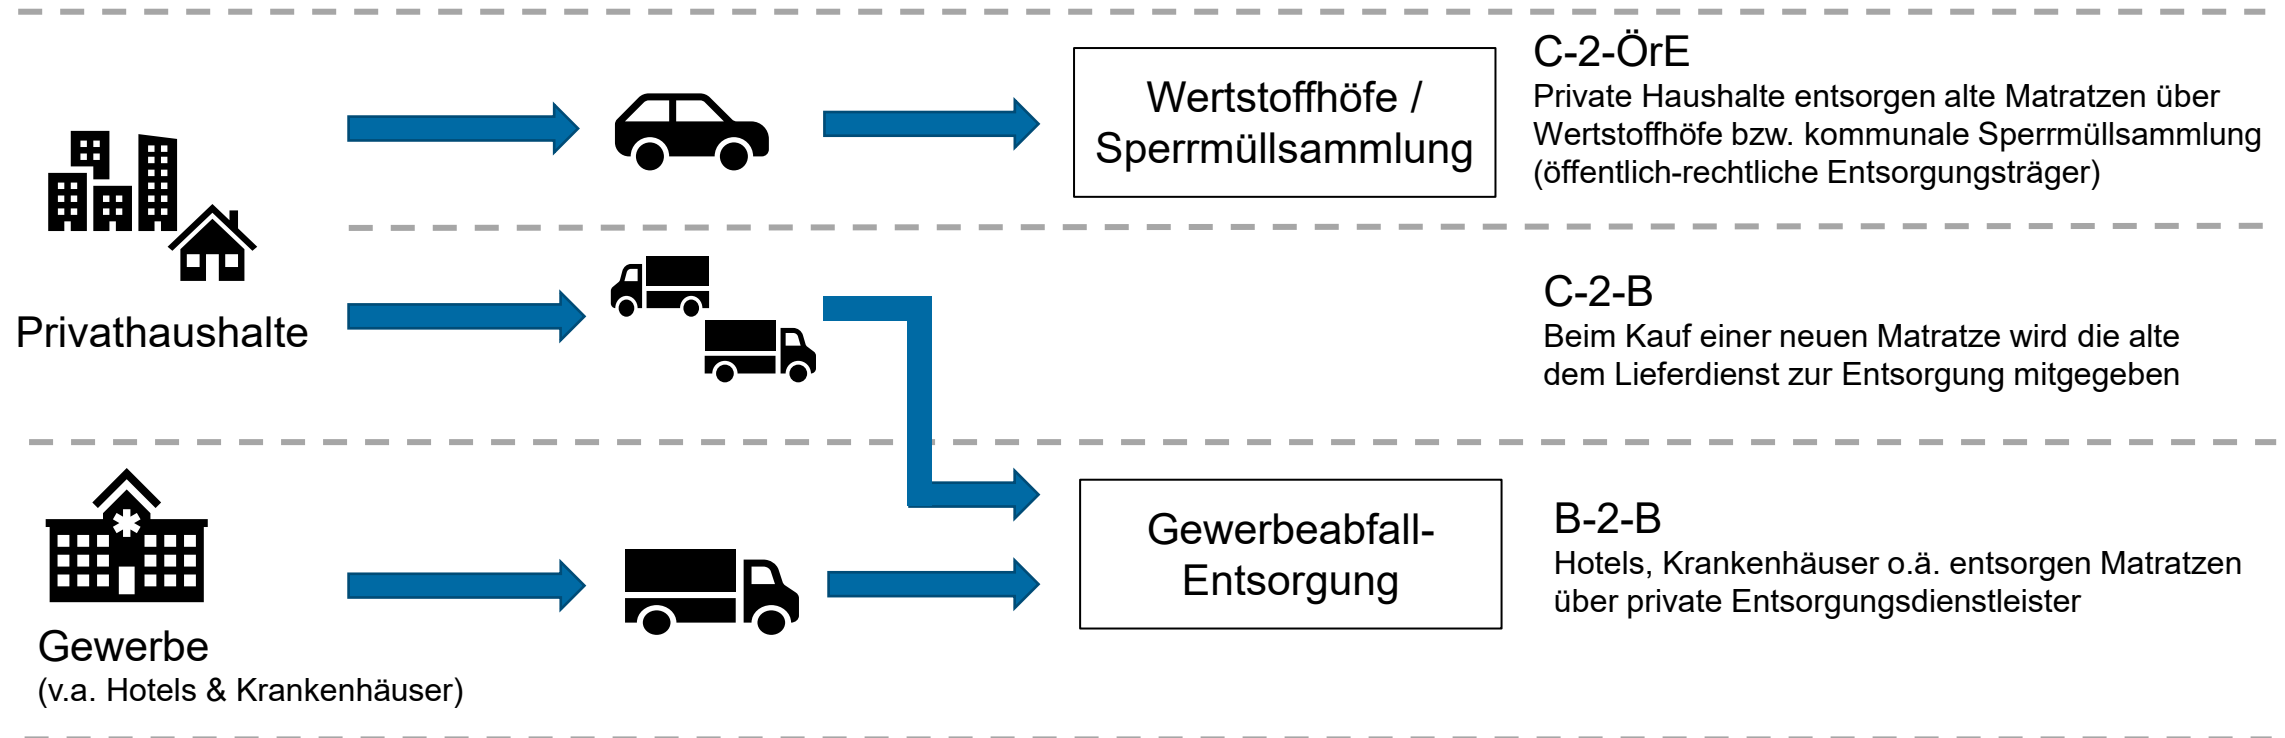 Privathaushalte
Wertstoffhöfe /
Sperrmüllsammlung
C-2-ÖrE
Private Haushalte entsorgen alte Matratzen über
Wertstoffhöfe bzw. kommunale Sperrmüllsammlung
(öffentlich-rechtliche Entsorgungsträger)
C-2-B
Beim Kauf einer neuen Matratze wird die alte
dem Lieferdienst zur Entsorgung mitgegeben
Gewerbe
(v.a. Hotels & Krankenhäuser)
Gewerbeabfall-
Entsorgung
B-2-B
Hotels, Krankenhäuser o.ä. entsorgen Matratzen
über private Entsorgungsdienstleister